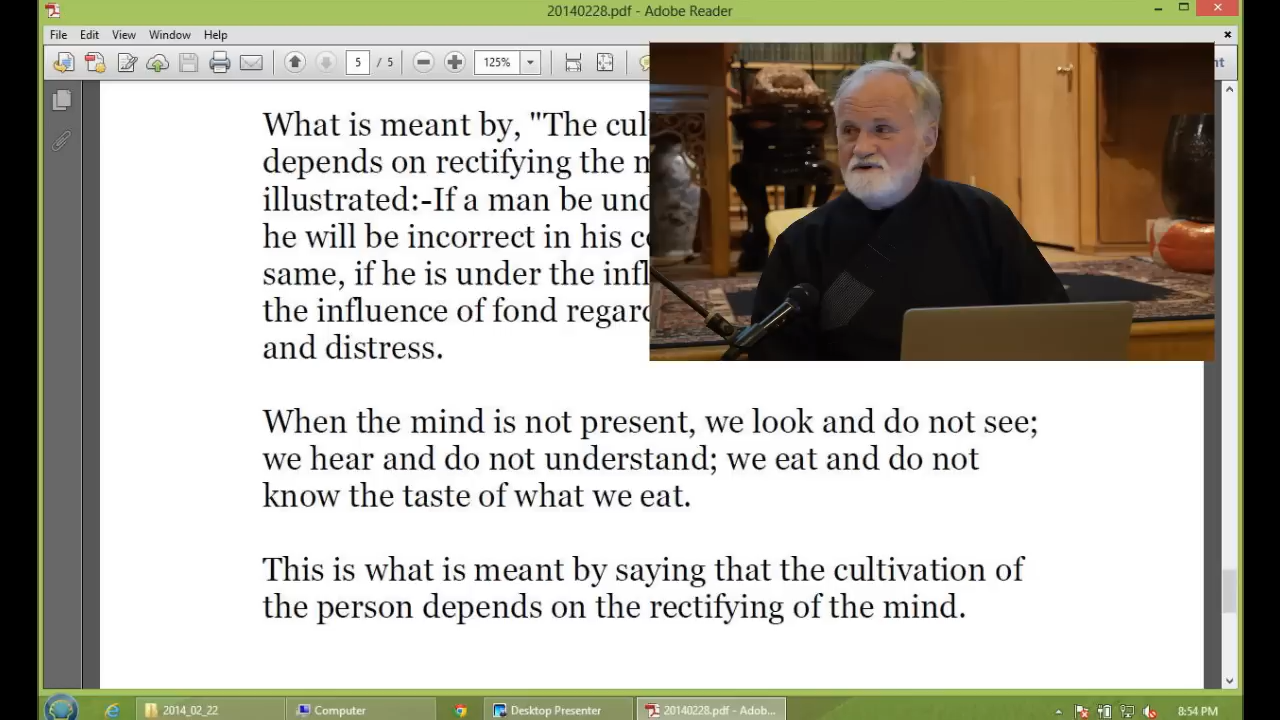 20140228.pdf - Adobe Reader
File Edit View Window Help
5 / 5 125%
What is meant by, "The cul
depends on rectifying the
illustrated:-If a man be und
he will be incorrect in his
same, if he is under the infl
the influence of fond regar
and distress.
When the mind is not present, we look and do not see;
we hear and do not understand; we eat and do not
know the taste of what we eat.
This is what is meant by saying that the cultivation of
the person depends on the rectifying of the mind.
2014_02_22 Computer Desktop Presenter 20140228.pdf - Adob... 8:54 PM